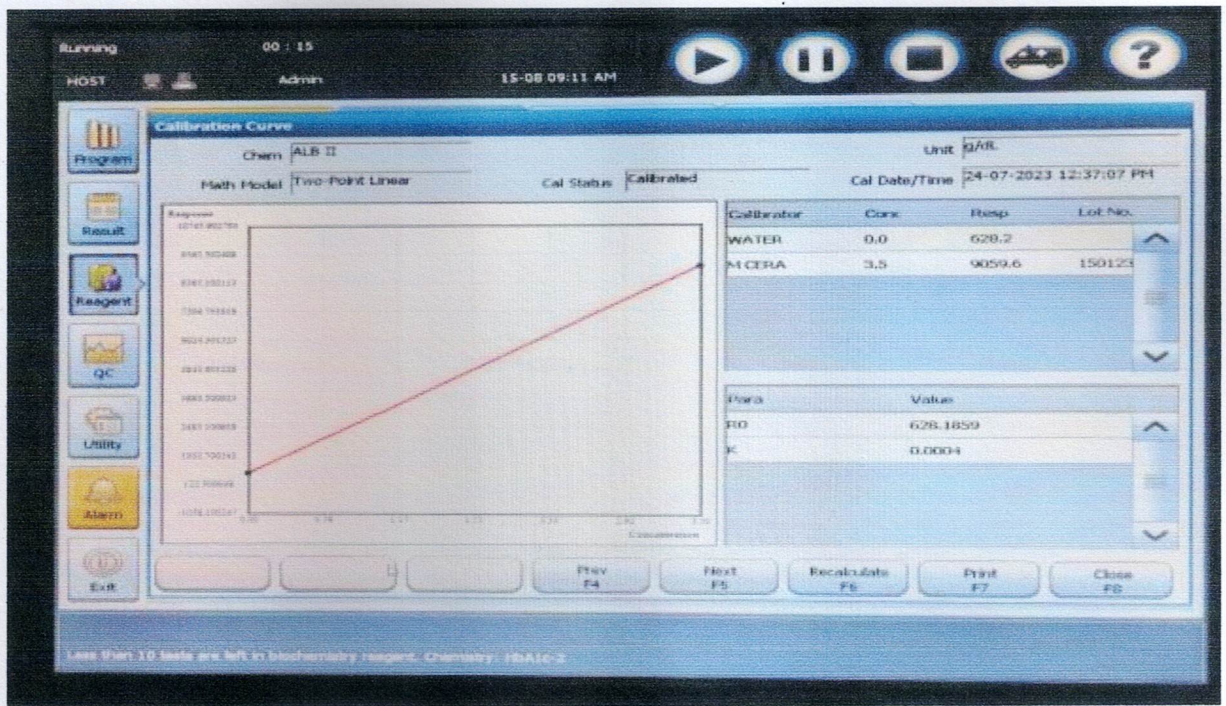 Running 00 : 15
HOST Admin 15-08 09:11 AM
?
Program
Result
Reagent
QC
Utility
Alarm
Exit
Calibration Curve
Chem ALB II Unit g/dL
Math Model Two-Point Linear Cal Status Calibrated Cal Date/Time 24-07-2023 12:37:07 PM
Response
Concentration
Calibrator Conc Resp Lot No.
WATER 0.0 628.2
M CERA 3.5 9059.6 150123
Para Value
R0 628.1859
K 0.0004
Prev F4
Next F5
Recalculate F6
Print F7
Close F8
Less than 10 tests are left in biochemistry reagent. Chemistry: HbA1c-2